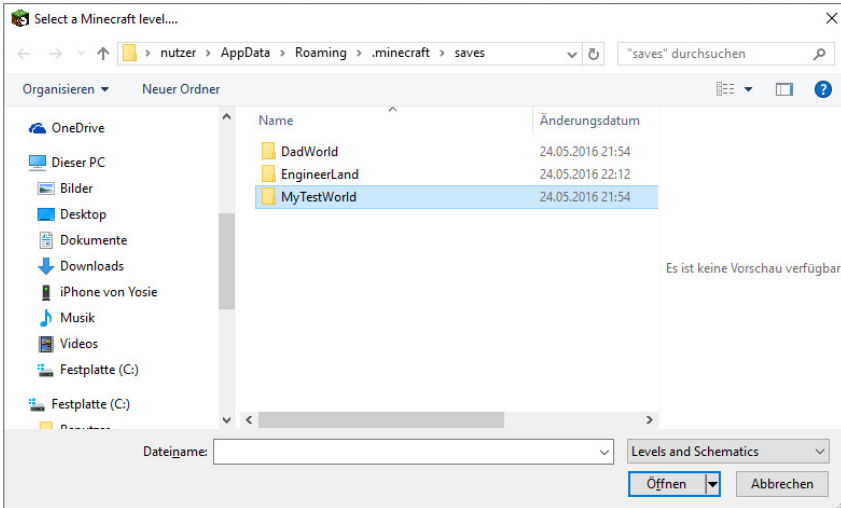 Select a Minecraft level....
nutzer > AppData > Roaming > .minecraft > saves
"saves" durchsuchen
Organisieren
Neuer Ordner
OneDrive
Dieser PC
Bilder
Desktop
Dokumente
Downloads
iPhone von Yosie
Musik
Videos
Festplatte (C:)
Festplatte (C:)
Name Änderungsdatum
DadWorld 24.05.2016 21:54
EngineerLand 24.05.2016 22:12
MyTestWorld 24.05.2016 21:54
Es ist keine Vorschau verfügbar
Dateiname:
Levels and Schematics
Öffnen
Abbrechen